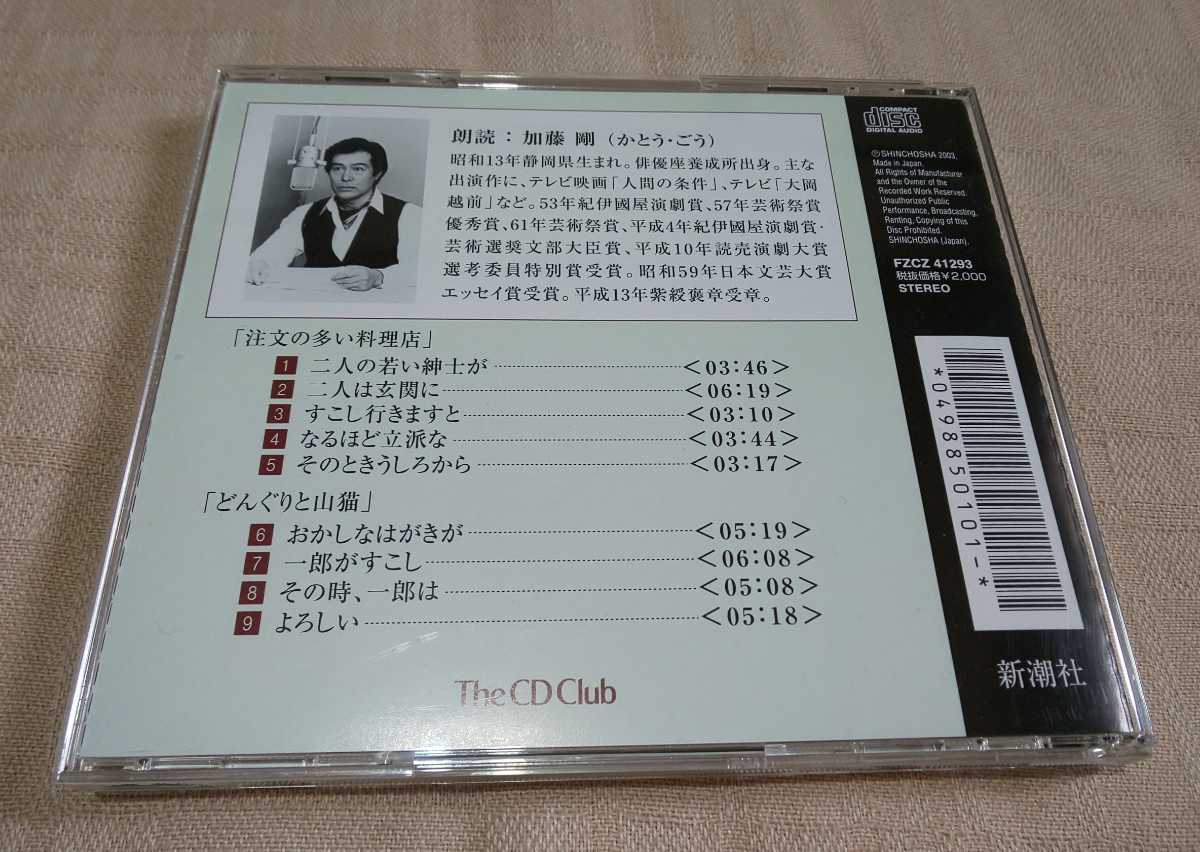 朗読：加藤 剛（かとう・ごう）
昭和13年静岡県生まれ。俳優座養成所出身。主な
出演作に、テレビ映画「人間の条件」、テレビ「大岡
越前」など。53年紀伊國屋演劇賞、57年芸術祭賞
優秀賞、61年芸術祭賞、平成4年紀伊國屋演劇賞・
芸術選奨文部大臣賞、平成10年読売演劇大賞
選考委員特別賞受賞。昭和59年日本文芸大賞
エッセイ賞受賞。平成13年紫綬褒章受章。
「注文の多い料理店」
1 二人の若い紳士が <03:46>
2 二人は玄関に <06:19>
3 すこし行きますと <03:10>
4 なるほど立派な <03:44>
5 そのときうしろから <03:17>
「どんぐりと山猫」
6 おかしなはがきが <05:19>
7 一郎がすこし <06:08>
8 その時、一郎は <05:08>
9 よろしい <05:18>
The CD Club
COMPACT
disc
DIGITAL AUDIO
Ⓟ SHINCHOSHA 2003,
Made in Japan.
All Rights of Manufacturer
and the Owner of the
Recorded Work Reserved.
Unauthorized Public
Performance, Broadcasting,
Renting, Copying of this
Disc Prohibited.
SHINCHOSHA (Japan).
FZCZ 41293
税抜価格¥2,000
STEREO
*0498850101-*
新潮社